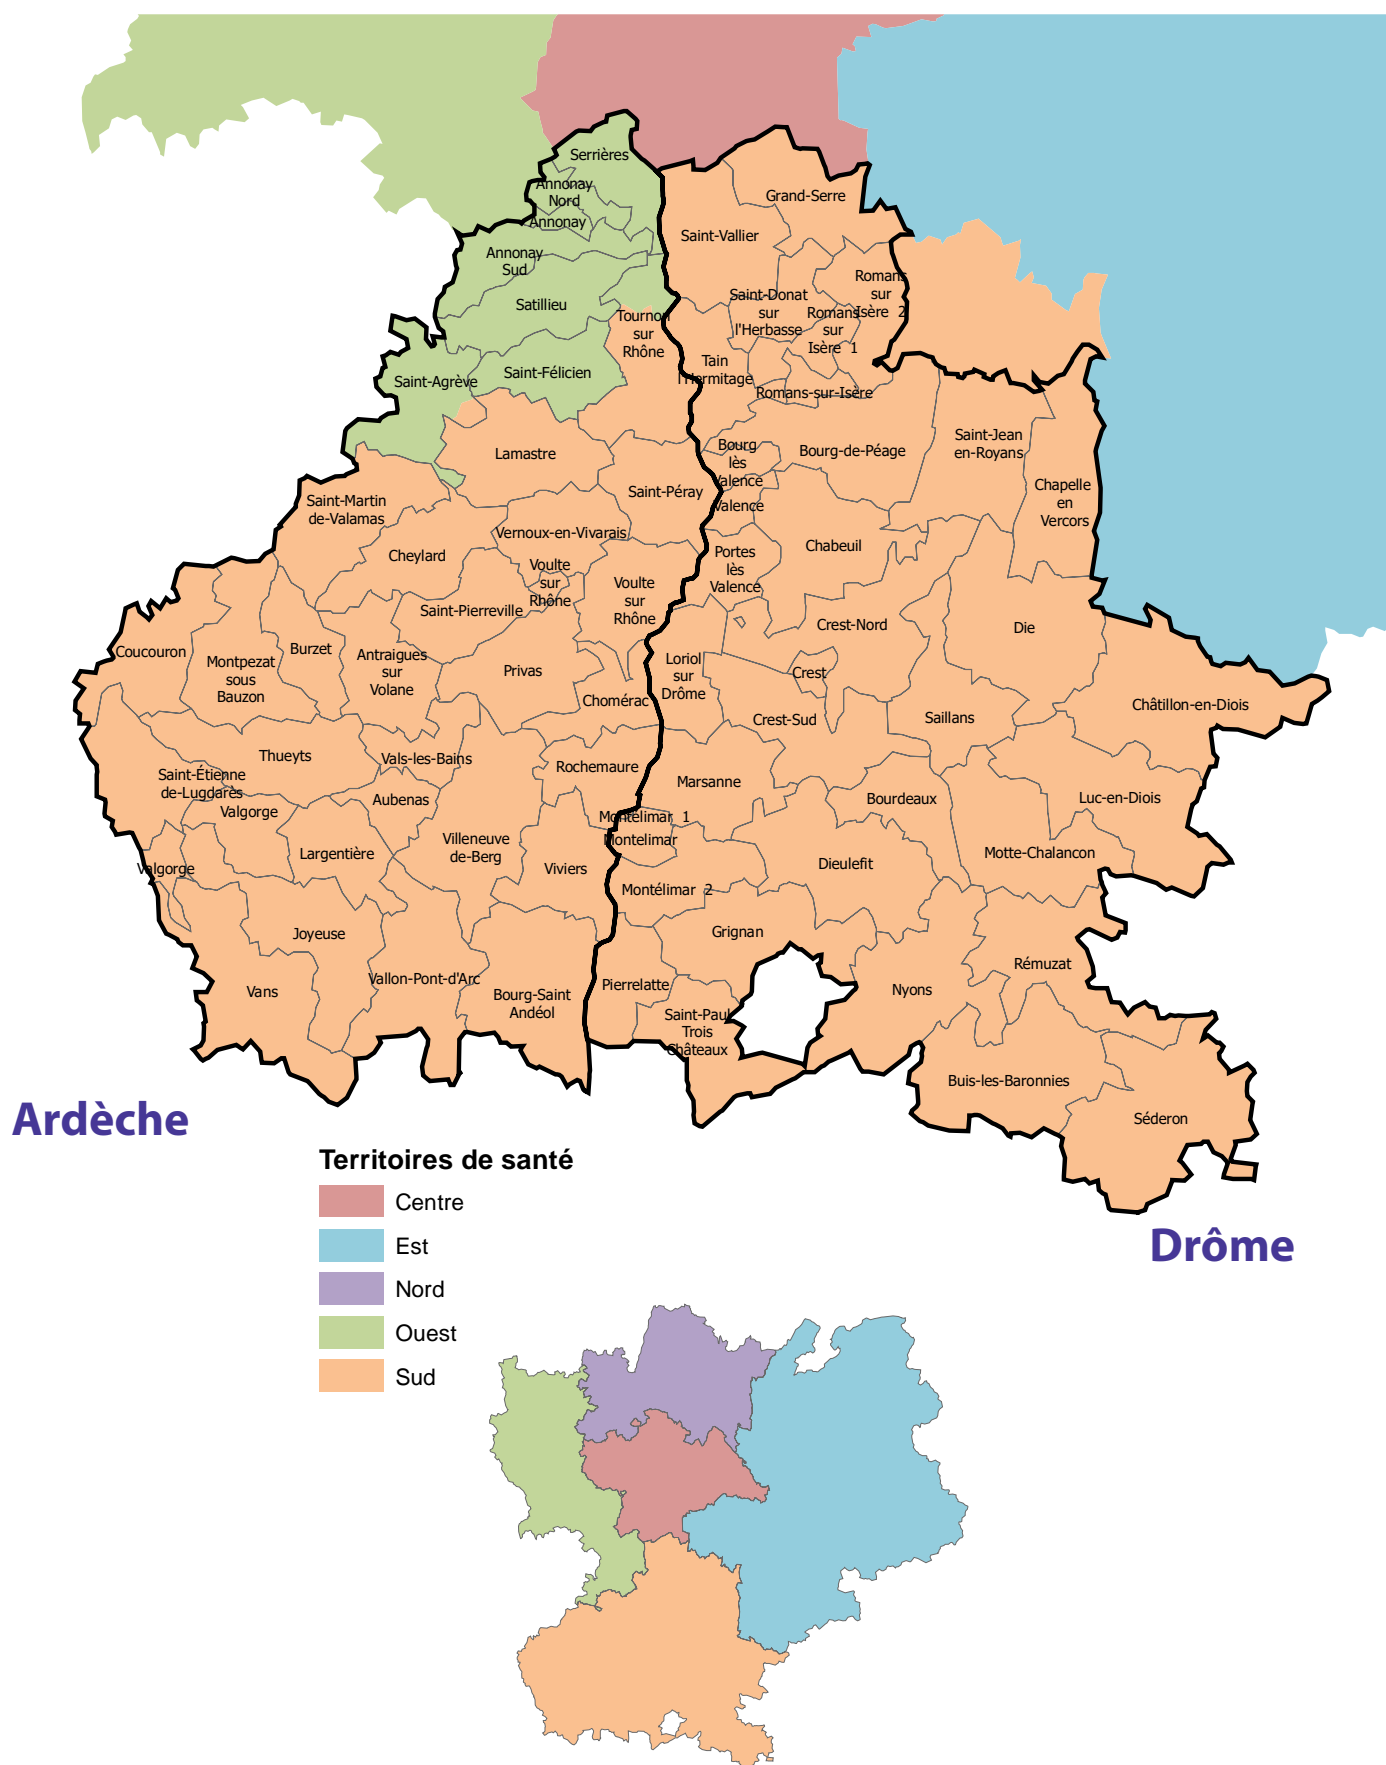 Serrières
Annonay
Nord
Annonay
Annonay
Sud
Satillieu
Saint-Agrève
Saint-Félicien
Tournon
sur
Rhône
Grand-Serre
Saint-Vallier
Saint-Donat
sur
l'Herbasse
Romans
sur
Isère 2
Romans
sur
Isère 1
Tain
l'Hermitage
Romans-sur-Isère
Lamastre
Saint-Péray
Bourg
lès
Valence
Valence
Bourg-de-Péage
Saint-Jean
en-Royans
Chapelle
en
Vercors
Saint-Martin
de-Valamas
Cheylard
Vernoux-en-Vivarais
Voulte
sur
Rhône
Voulte
sur
Rhône
Portes
lès
Valence
Chabeuil
Saint-Pierreville
Crest-Nord
Die
Coucouron
Montpezat
sous
Bauzon
Burzet
Antraigues
sur
Volane
Privas
Chomérac
Loriol
sur
Drôme
Crest
Crest-Sud
Saillans
Châtillon-en-Diois
Thueyts
Vals-les-Bains
Rochemaure
Marsanne
Saint-Étienne
de-Lugdarès
Valgorge
Aubenas
Bourdeaux
Luc-en-Diois
Montélimar 1
Montelimar
Largentière
Villeneuve
de-Berg
Viviers
Dieulefit
Motte-Chalancon
Valgorge
Montélimar 2
Joyeuse
Grignan
Rémuzat
Vans
Vallon-Pont-d'Arc
Bourg-Saint
Andéol
Pierrelatte
Saint-Paul
Trois
Châteaux
Nyons
Buis-les-Baronnies
Séderon
Ardèche
Drôme
Territoires de santé
Centre
Est
Nord
Ouest
Sud